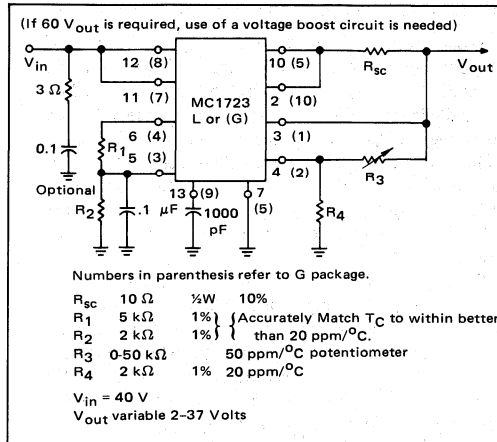 (If 60 Vout is required, use of a voltage boost circuit is needed)
Vin
12 (8)
10 (5)
Rsc
Vout
3 Ω
11 (7)
MC1723
L or (G)
2 (10)
6 (4)
3 (1)
0.1
R1
5 (3)
4 (2)
R3
Optional
13 (9)
7
(5)
R2
.1 µF
1000
pF
R4
Numbers in parenthesis refer to G package.
Rsc 10 Ω ½W 10%
R1 5 kΩ 1% } { Accurately Match TC to within better
R2 2 kΩ 1% } { than 20 ppm/°C.
R3 0-50 kΩ 50 ppm/°C potentiometer
R4 2 kΩ 1% 20 ppm/°C
Vin = 40 V
Vout variable 2–37 Volts